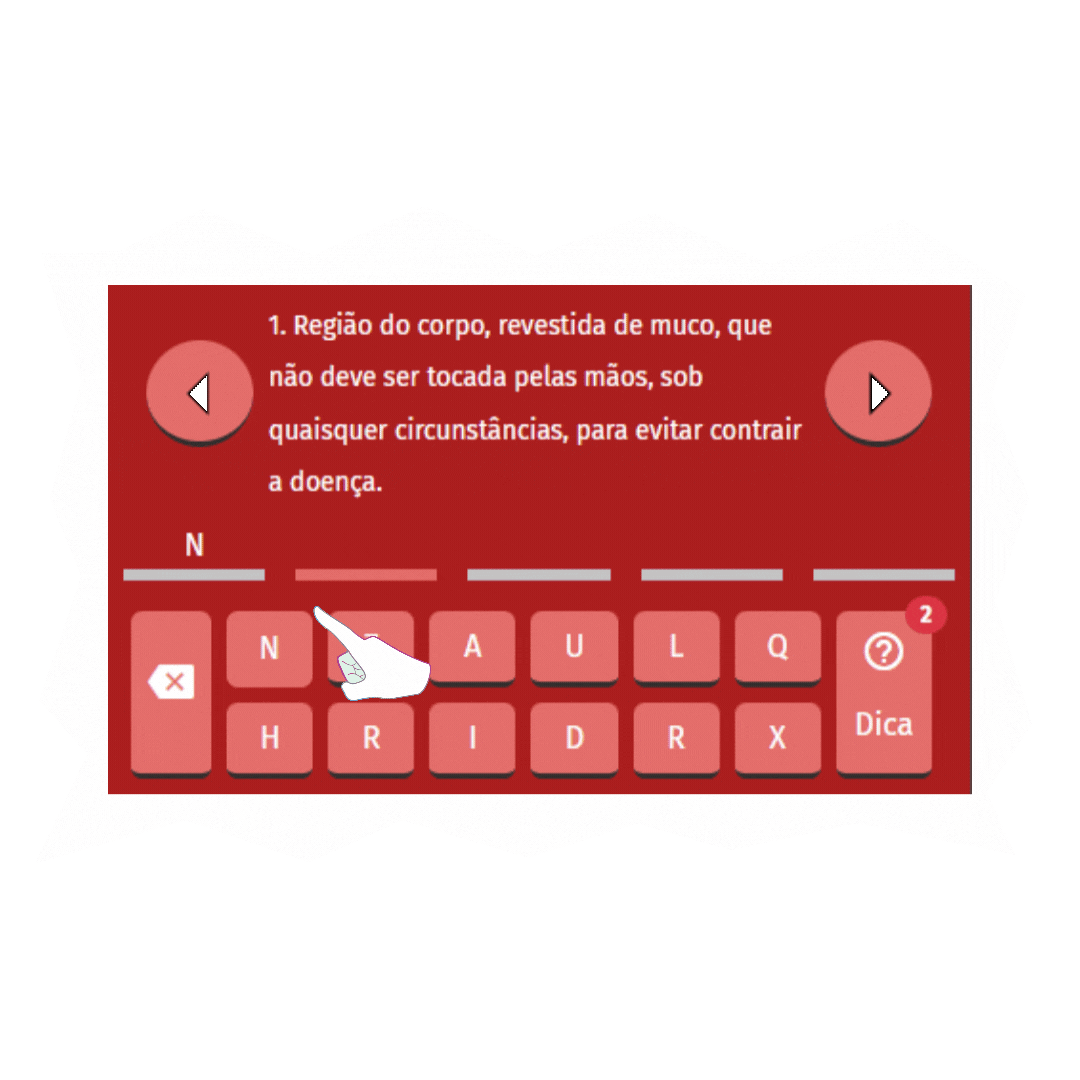 1. Região do corpo, revestida de muco, que
não deve ser tocada pelas mãos, sob
quaisquer circunstâncias, para evitar contrair
a doença.
N
2
N A U L Q
H R I D R X
Dica